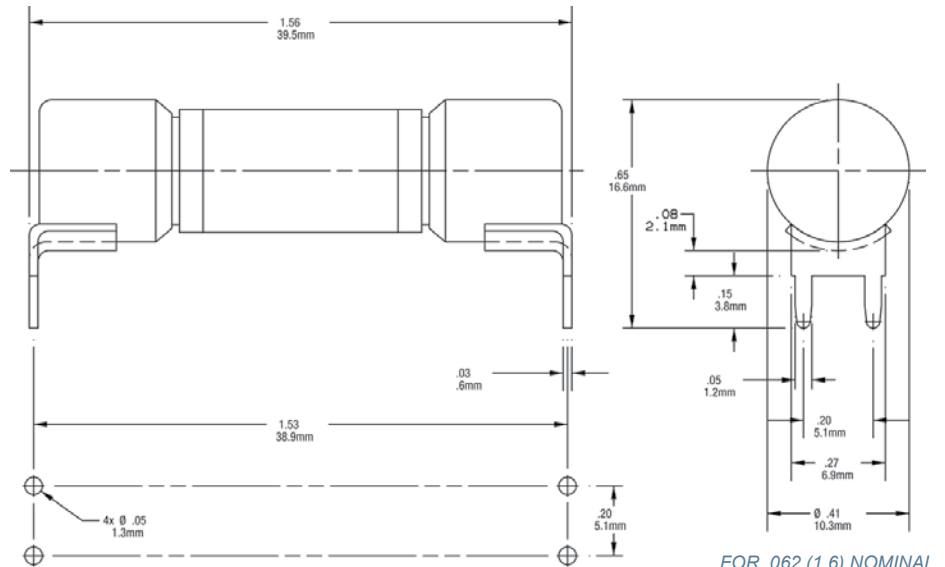 1.56
39.5mm
.65
16.6mm
.08
2.1mm
.15
3.8mm
.03
.6mm
.05
1.2mm
1.53
38.9mm
.20
5.1mm
.27
6.9mm
4x Ø .05
1.3mm
.20
5.1mm
Ø .41
10.3mm
FOR .062 (1.6) NOMINAL